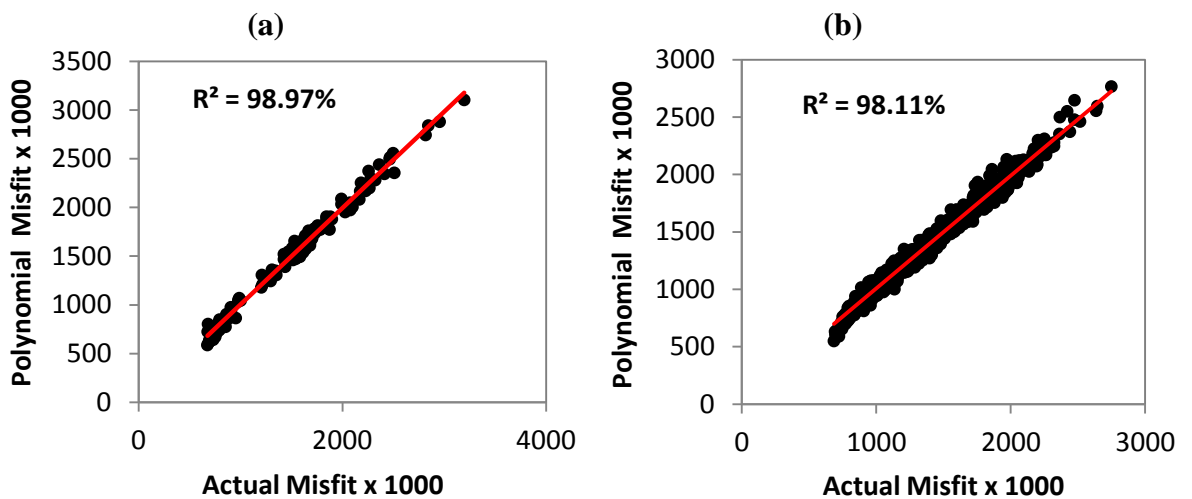 (a)
3500
3000
2500
2000
1500
1000
500
0
Polynomial Misfit x 1000
R² = 98.97%
0 2000 4000
Actual Misfit x 1000
(b)
3000
2500
2000
1500
1000
500
0
Polynomial Misfit x 1000
R² = 98.11%
0 1000 2000 3000
Actual Misfit x 1000